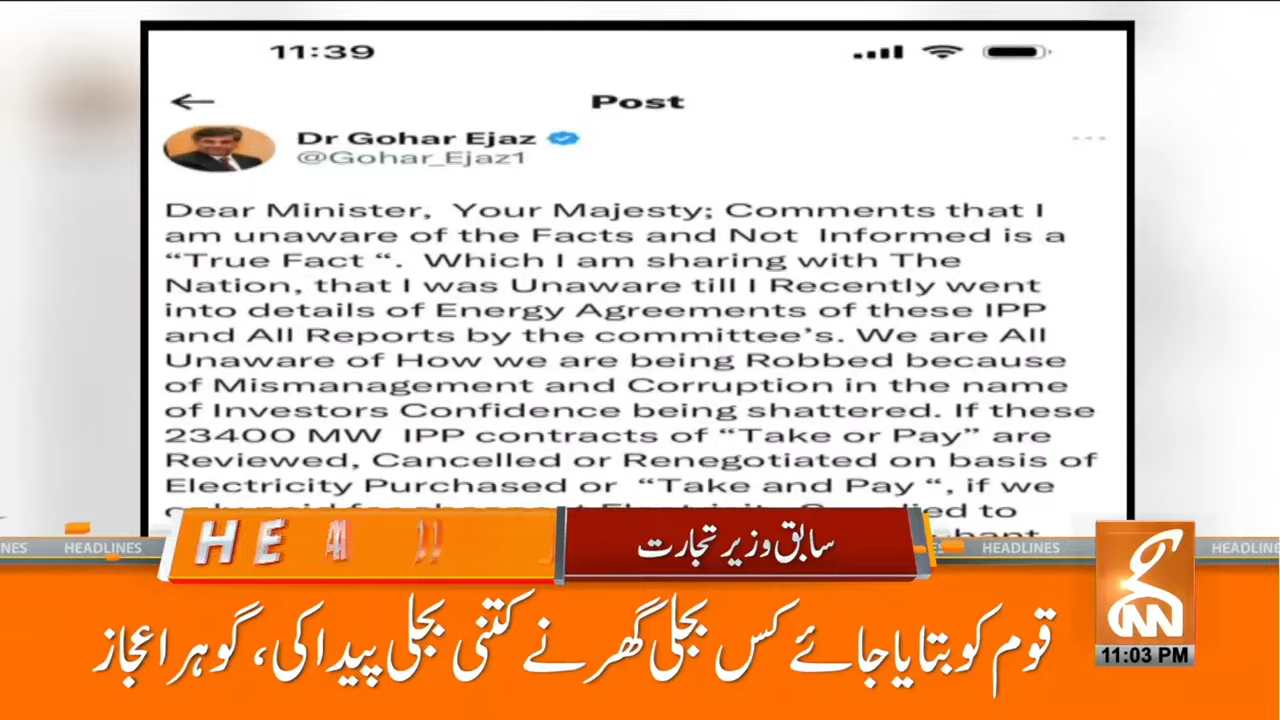 11:39
Post
Dr Gohar Ejaz
@Gohar_Ejaz1
Dear Minister, Your Majesty; Comments that I
am unaware of the Facts and Not Informed is a
“True Fact “. Which I am sharing with The
Nation, that I was Unaware till I Recently went
into details of Energy Agreements of these IPP
and All Reports by the committee’s. We are All
Unaware of How we are being Robbed because
of Mismanagement and Corruption in the name
of Investors Confidence being shattered. If these
23400 MW IPP contracts of “Take or Pay” are
Reviewed, Cancelled or Renegotiated on basis of
Electricity Purchased or “Take and Pay “, if we
HEADLINES
HEADLINES
HEADLINES
سابق وزیر تجارت
GNN
11:03 PM
قوم کو بتایا جائے کس بجلی گھر نے کتنی بجلی پیدا کی، گوہر اعجاز